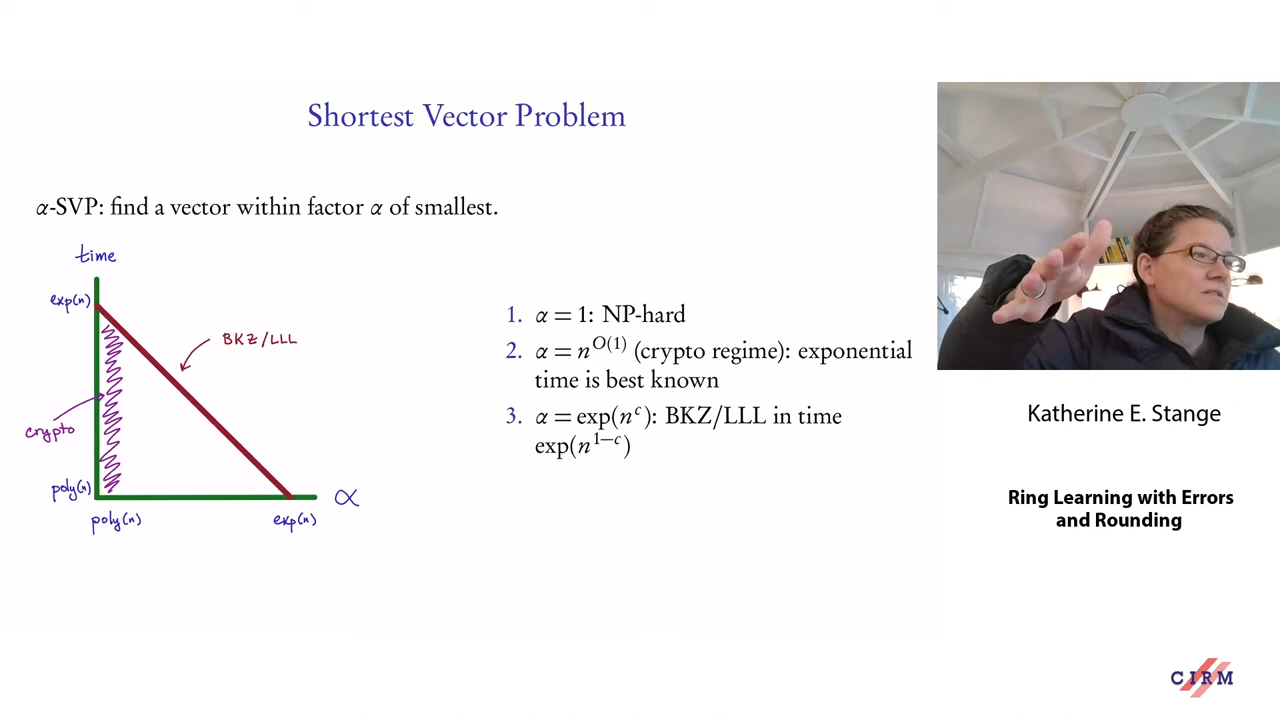 Shortest Vector Problem
α-SVP: find a vector within factor α of smallest.
time
exp(n)
BKZ/LLL
crypto
poly(n)
α
poly(n)
exp(n)
1. α = 1: NP-hard
2. α = n^{O(1)} (crypto regime): exponential
time is best known
3. α = exp(n^c): BKZ/LLL in time
exp(n^{1−c})
Katherine E. Stange
Ring Learning with Errors
and Rounding
CIRM